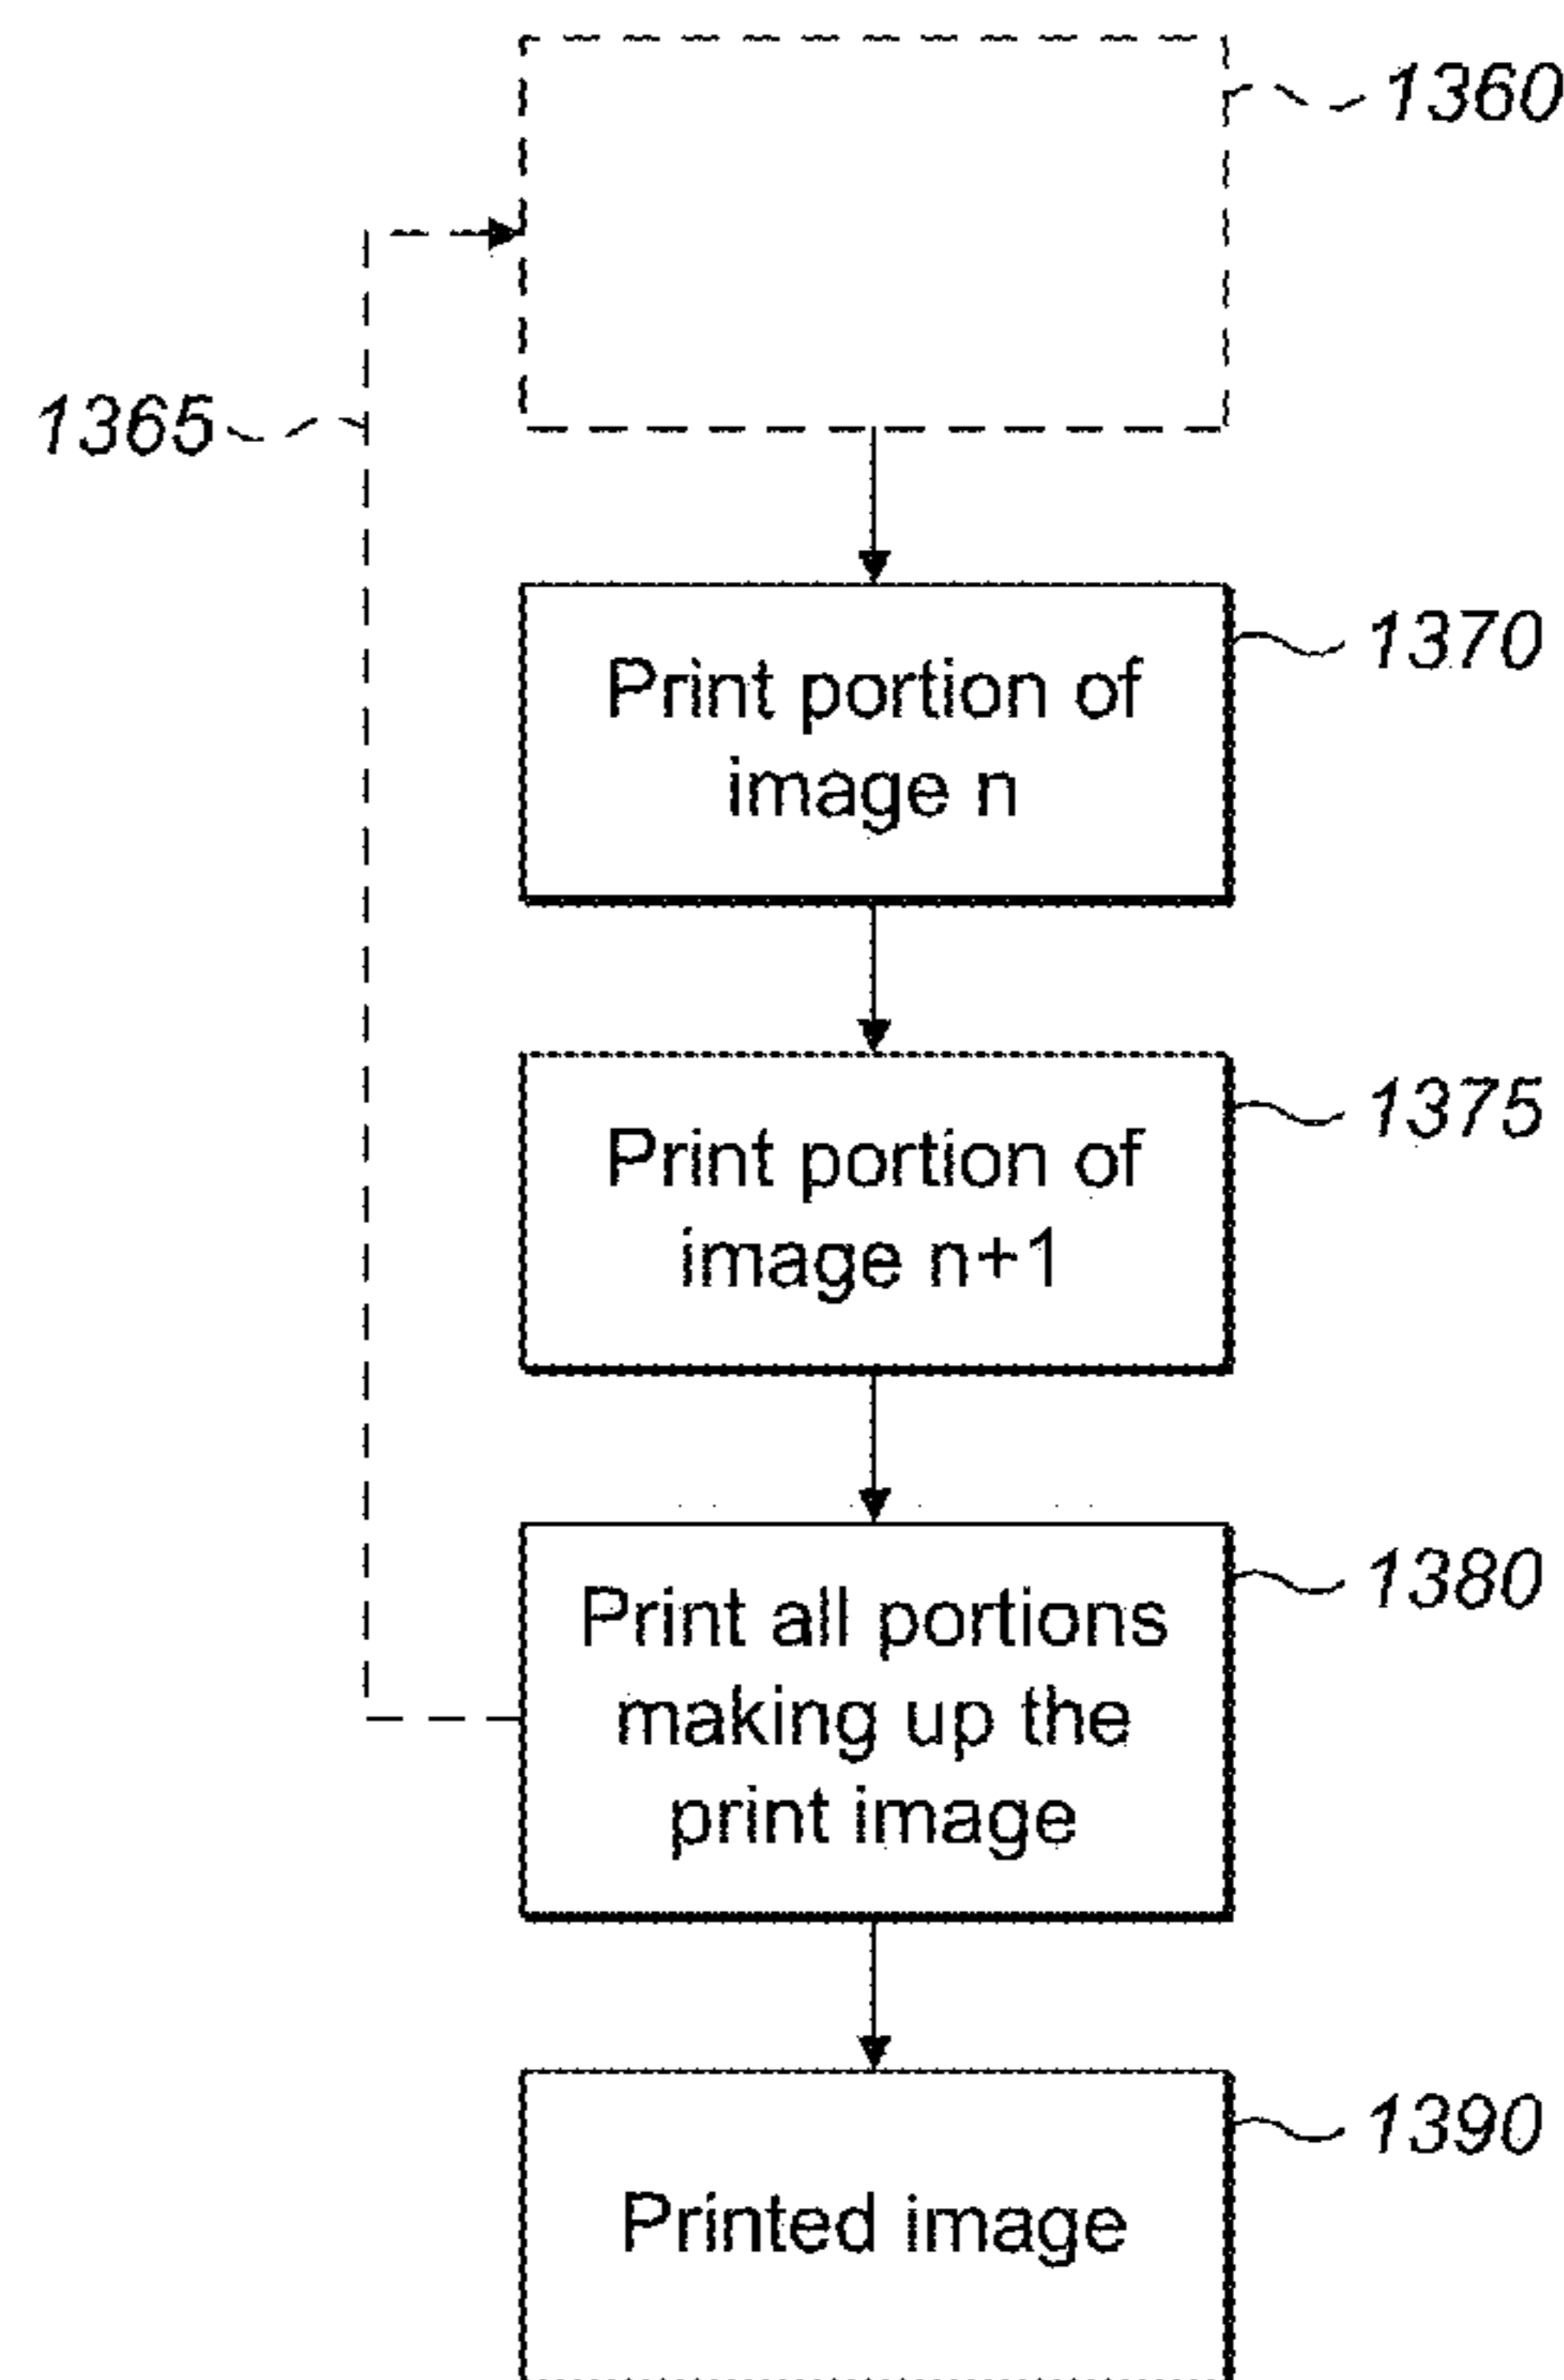 1360
1365
1370
Print portion of
image n
1375
Print portion of
image n+1
1380
Print all portions
making up the
print image
1390
Printed image